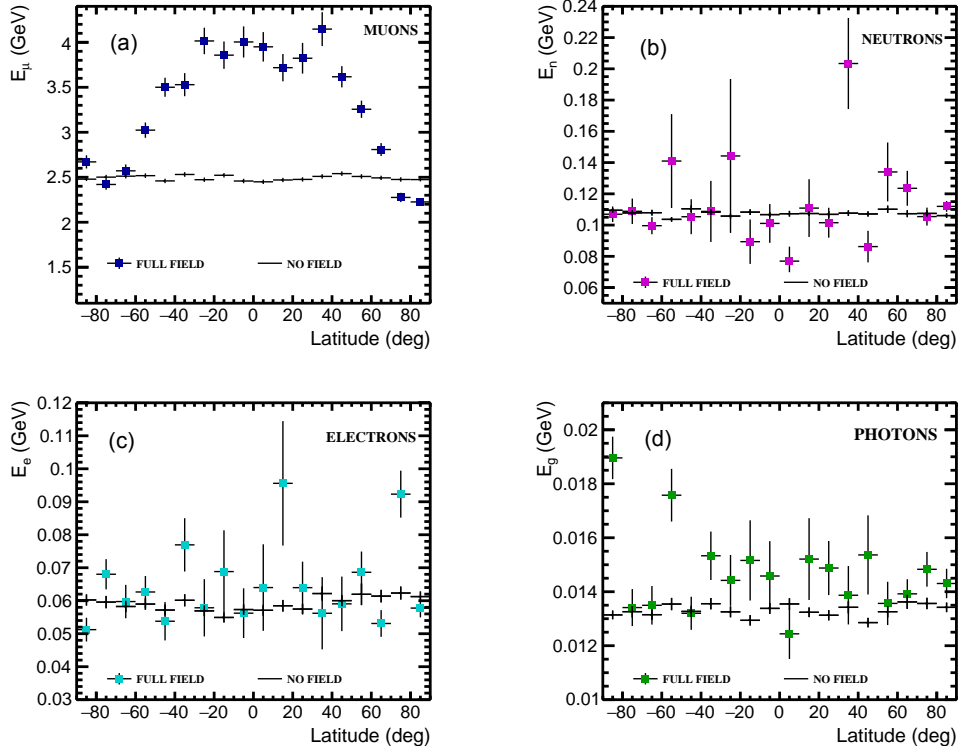 (a) MUONS
E_μ (GeV)
4
3.5
3
2.5
2
1.5
FULL FIELD NO FIELD
−80 −60 −40 −20 0 20 40 60 80
Latitude (deg)
(b) NEUTRONS
E_n (GeV)
0.24
0.22
0.2
0.18
0.16
0.14
0.12
0.1
0.08
0.06
FULL FIELD NO FIELD
−80 −60 −40 −20 0 20 40 60 80
Latitude (deg)
(c) ELECTRONS
E_e (GeV)
0.12
0.11
0.1
0.09
0.08
0.07
0.06
0.05
0.04
0.03
FULL FIELD NO FIELD
−80 −60 −40 −20 0 20 40 60 80
Latitude (deg)
(d) PHOTONS
E_g (GeV)
0.02
0.018
0.016
0.014
0.012
0.01
FULL FIELD NO FIELD
−80 −60 −40 −20 0 20 40 60 80
Latitude (deg)